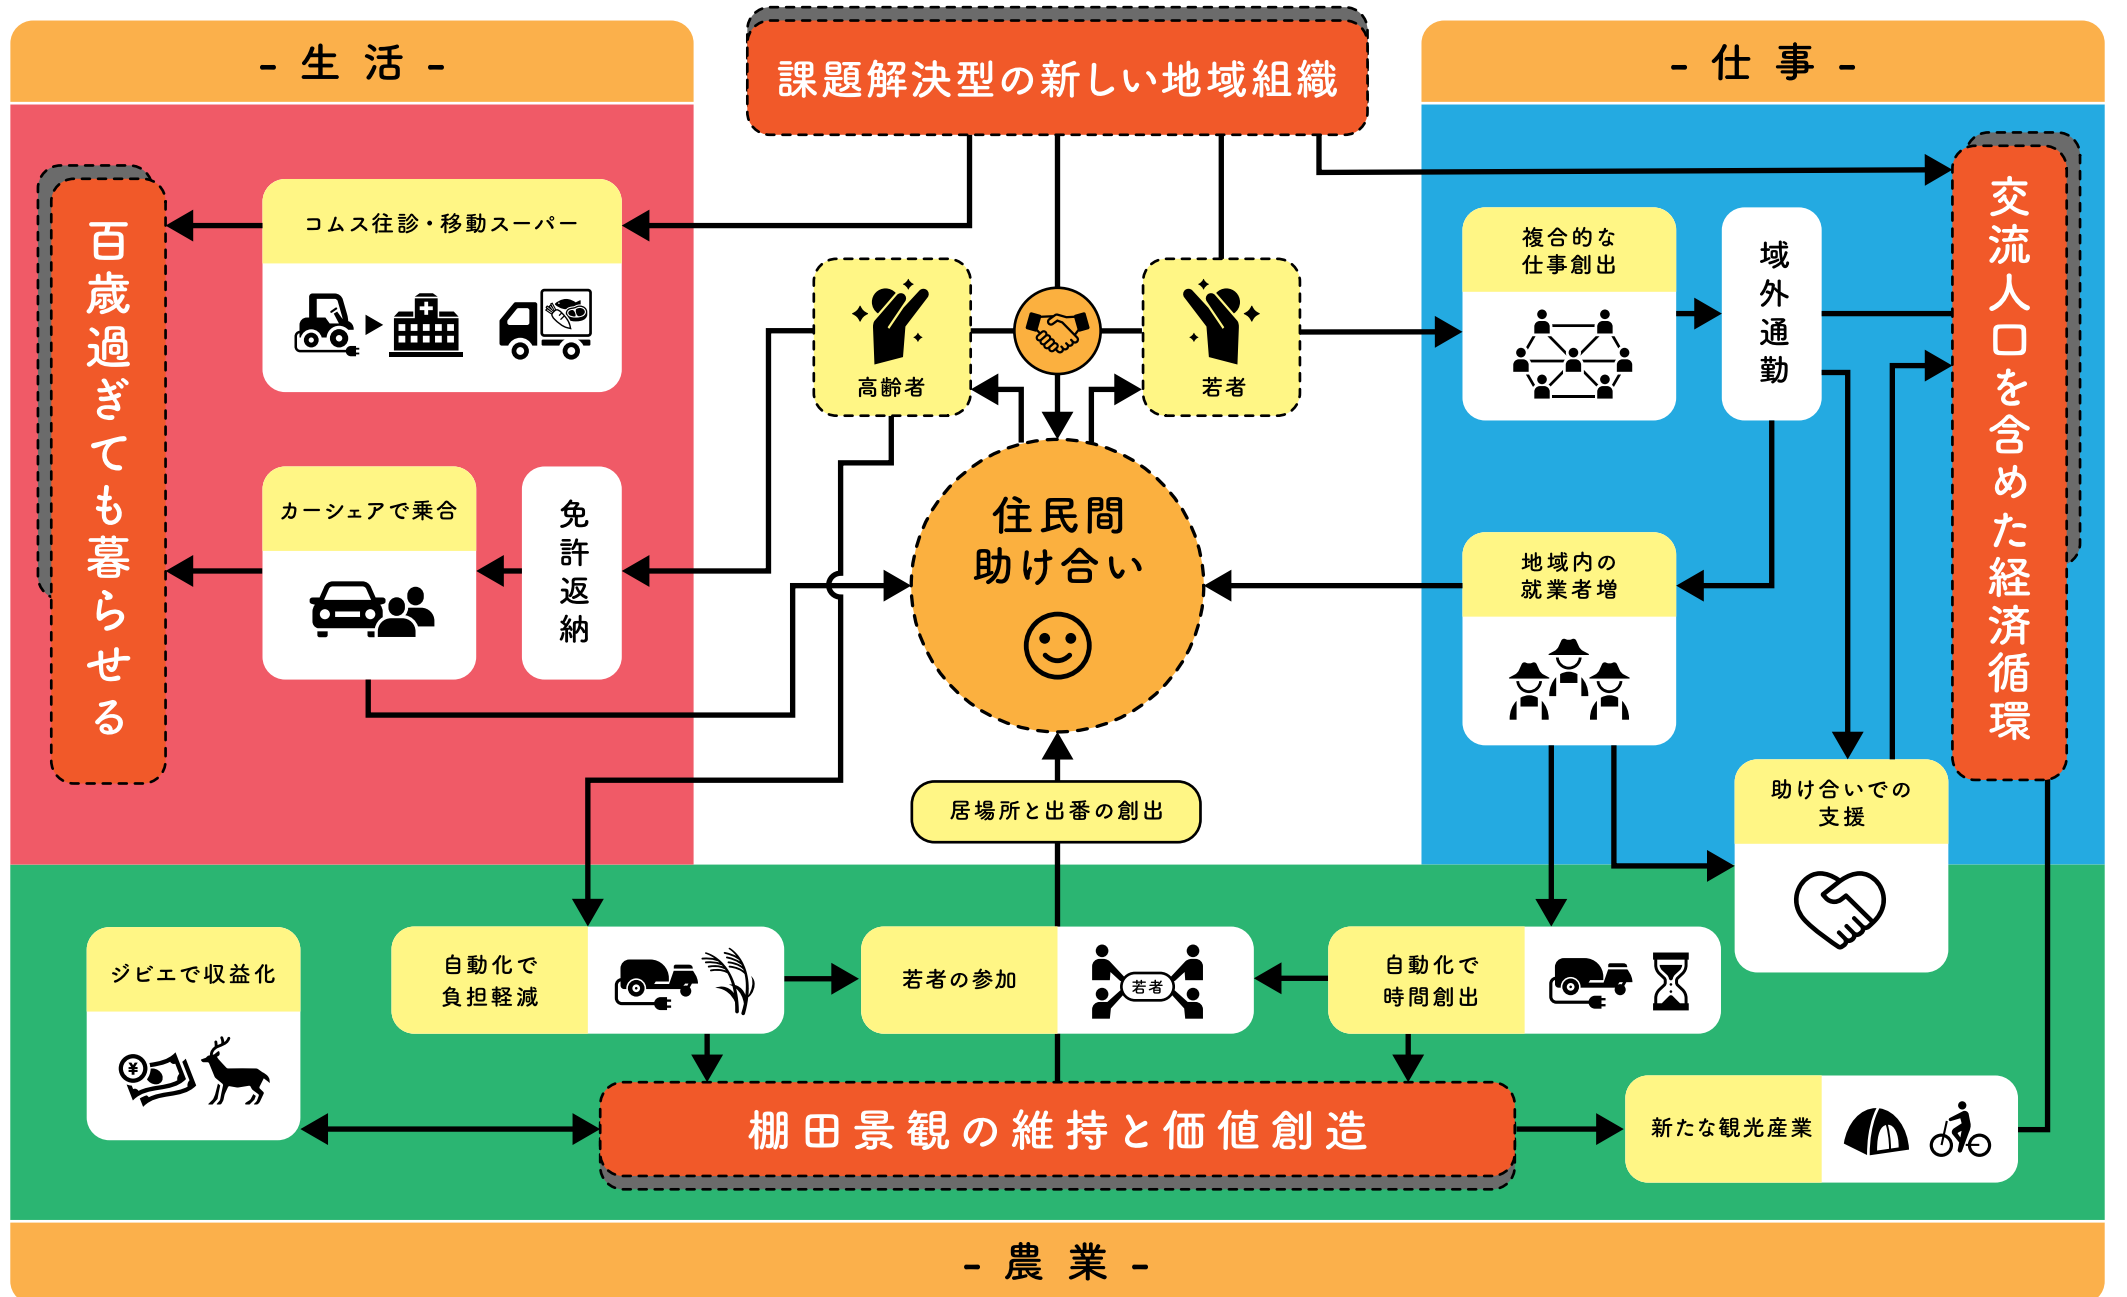 - 生活 -
課題解決型の新しい地域組織
- 仕事 -
百歳過ぎても暮らせる
コムス往診・移動スーパー
高齢者
若者
複合的な
仕事創出
域外通勤
交流人口を含めた経済循環
カーシェアで乗合
免許返納
住民間
助け合い
地域内の
就業者増
居場所と出番の創出
助け合いでの
支援
ジビエで収益化
¥
自動化で
負担軽減
若者の参加
若者
自動化で
時間創出
棚田景観の維持と価値創造
新たな観光産業
- 農業 -